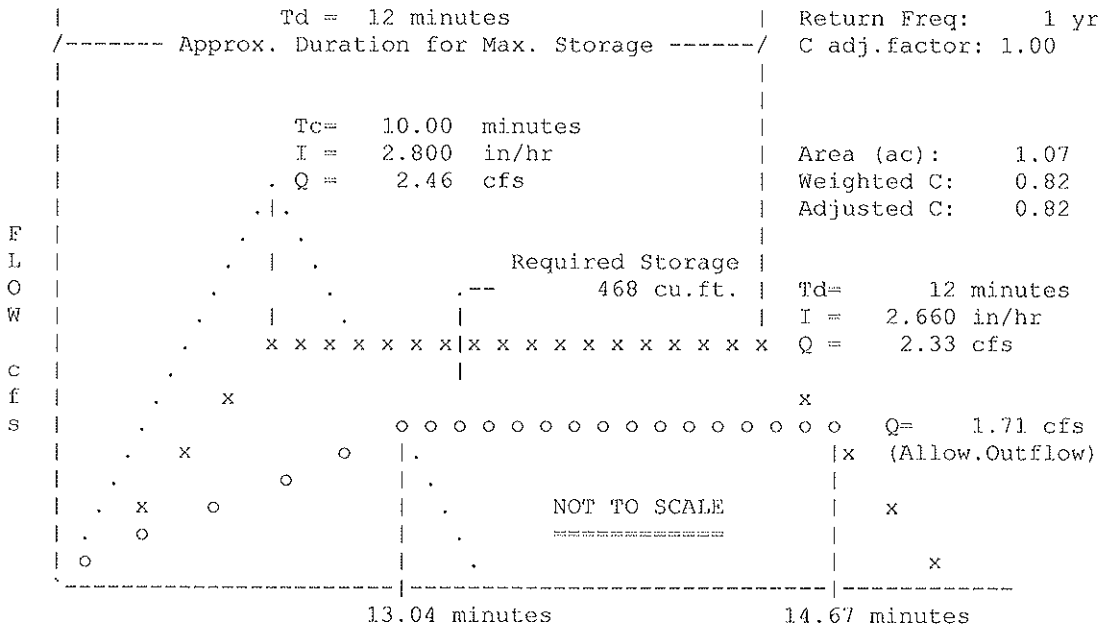 |                Td =  12 minutes                  |  Return Freq:     1 yr
/------- Approx. Duration for Max. Storage ------/  C adj.factor: 1.00
Tc=   10.00  minutes
I =   2.800  in/hr  |  Area (ac):     1.07
. Q =    2.46  cfs  |  Weighted C:    0.82
. | .  |  Adjusted C:    0.82
F
L  |  . | .  Required Storage |
O  |  .  .  .--  468 cu.ft. |  Td=      12 minutes
W  |  .  |  .  |  |  I =   2.660 in/hr
|  .  x x x x x x x|x x x x x x x x x x x  Q =    2.33 cfs
c  |  .  |
f  |  .  x  x
s  |  .  o o o o o o o o o o o o o o o o  Q=    1.71 cfs
|  .  x  o  |.  |x  (Allow.Outflow)
|  .  o  |  .  |
|  .  x  o  |  .  NOT TO SCALE  |  x
|  .  o  |  .  ==============  |
| o  |  .  |  x
13.04 minutes  14.67 minutes